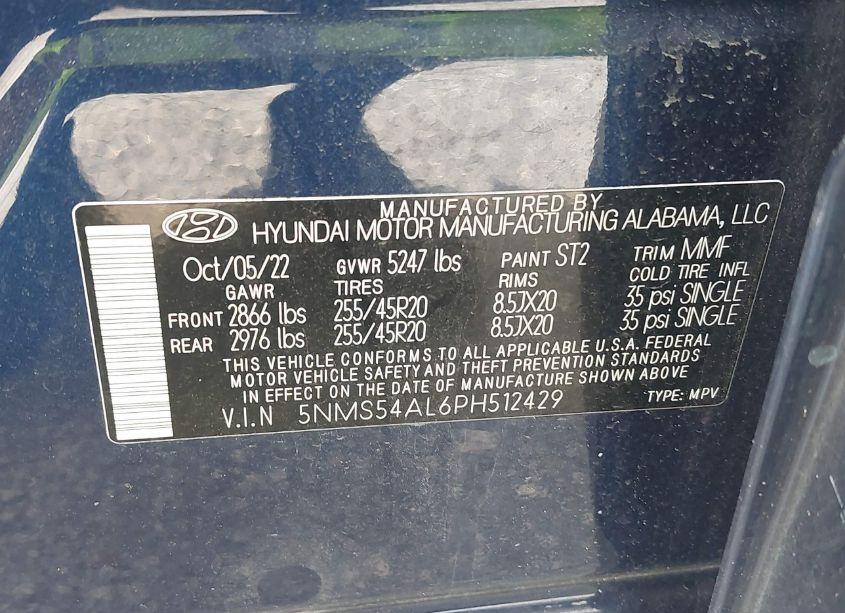 MANUFACTURED BY
HYUNDAI MOTOR MANUFACTURING ALABAMA, LLC
Oct/05/22 GVWR 5247 lbs PAINT ST2 TRIM MMF
GAWR TIRES RIMS COLD TIRE INFL
FRONT 2866 lbs 255/45R20 8.5JX20 35 psi SINGLE
REAR 2976 lbs 255/45R20 8.5JX20 35 psi SINGLE
THIS VEHICLE CONFORMS TO ALL APPLICABLE U.S.A. FEDERAL
MOTOR VEHICLE SAFETY AND THEFT PREVENTION STANDARDS
IN EFFECT ON THE DATE OF MANUFACTURE SHOWN ABOVE
V.I.N 5NMS54AL6PH512429 TYPE: MPV